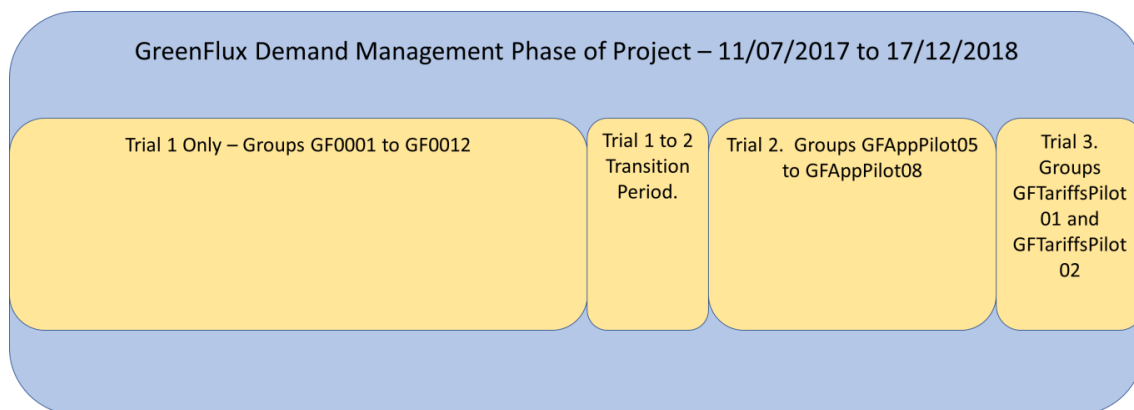 GreenFlux Demand Management Phase of Project – 11/07/2017 to 17/12/2018
Trial 1 Only – Groups GF0001 to GF0012
Trial 1 to 2
Transition
Period.
Trial 2.  Groups GFAppPilot05
to GFAppPilot08
Trial 3.
Groups
GFTariffsPilot
01 and
GFTariffsPilot
02